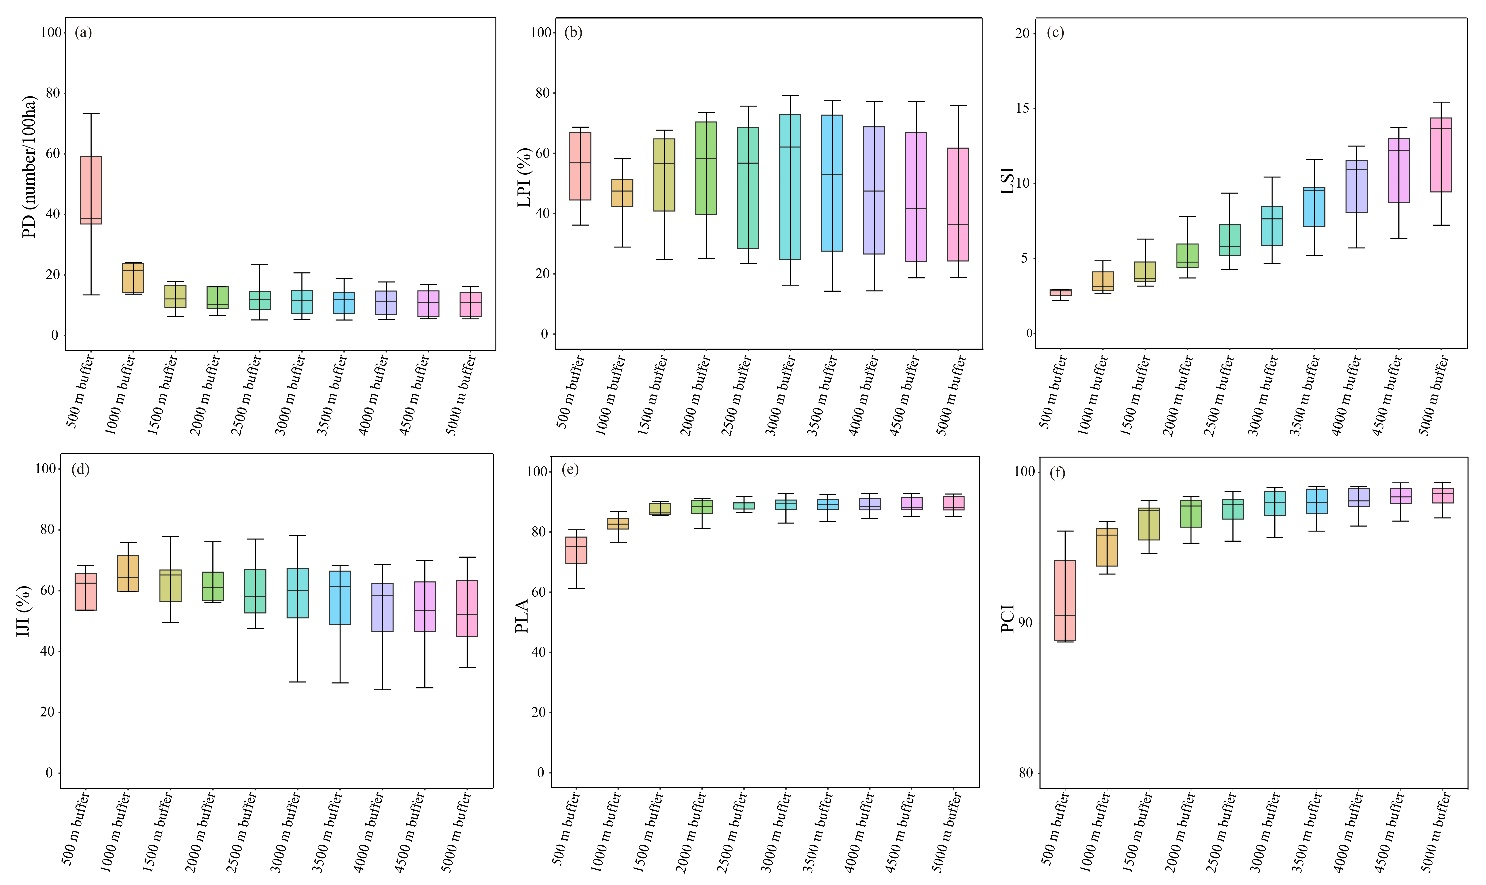 (a)
PD (number/100ha)
100
80
60
40
20
0
500 m buffer
1000 m buffer
1500 m buffer
2000 m buffer
2500 m buffer
3000 m buffer
3500 m buffer
4000 m buffer
4500 m buffer
5000 m buffer
(b)
LPI (%)
100
80
60
40
20
0
500 m buffer
1000 m buffer
1500 m buffer
2000 m buffer
2500 m buffer
3000 m buffer
3500 m buffer
4000 m buffer
4500 m buffer
5000 m buffer
(c)
LSI
20
15
10
5
0
500 m buffer
1000 m buffer
1500 m buffer
2000 m buffer
2500 m buffer
3000 m buffer
3500 m buffer
4000 m buffer
4500 m buffer
5000 m buffer
(d)
IJI (%)
100
80
60
40
20
0
500 m buffer
1000 m buffer
1500 m buffer
2000 m buffer
2500 m buffer
3000 m buffer
3500 m buffer
4000 m buffer
4500 m buffer
5000 m buffer
(e)
PLA
100
80
60
40
20
0
500 m buffer
1000 m buffer
1500 m buffer
2000 m buffer
2500 m buffer
3000 m buffer
3500 m buffer
4000 m buffer
4500 m buffer
5000 m buffer
(f)
PCI
100
90
80
500 m buffer
1000 m buffer
1500 m buffer
2000 m buffer
2500 m buffer
3000 m buffer
3500 m buffer
4000 m buffer
4500 m buffer
5000 m buffer